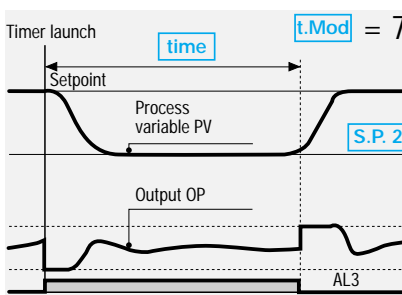 Timer launch
time
t.Mod = 7
Setpoint
Process
variable PV
S.P. 2
Output OP
AL3